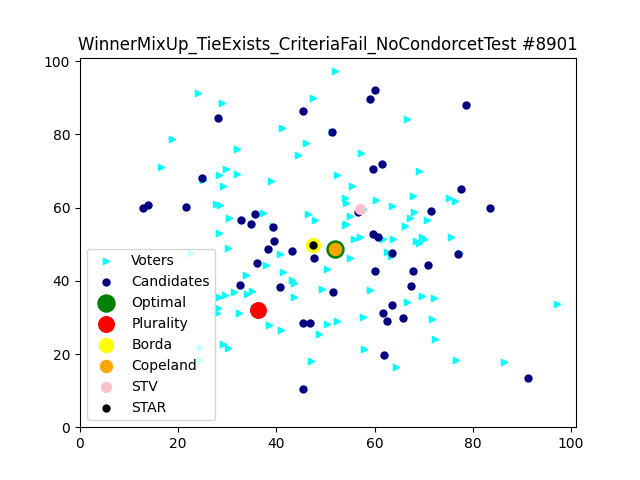 WinnerMixUp_TieExists_CriteriaFail_NoCondorcetTest #8901
100
80
60
40
20
0
Voters
Candidates
Optimal
Plurality
Borda
Copeland
STV
STAR
0 20 40 60 80 100